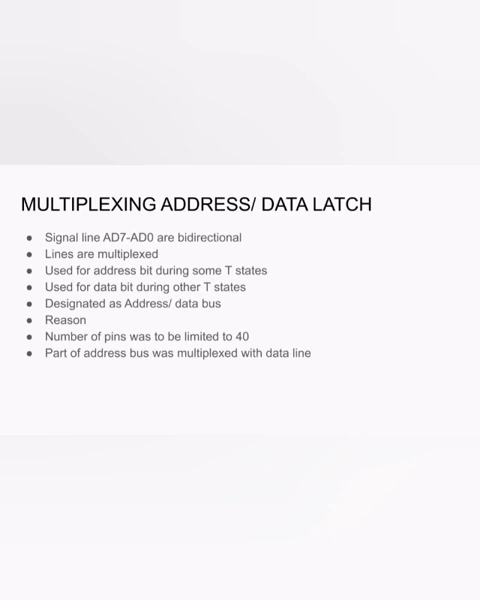 MULTIPLEXING ADDRESS/ DATA LATCH
● Signal line AD7-AD0 are bidirectional
● Lines are multiplexed
● Used for address bit during some T states
● Used for data bit during other T states
● Designated as Address/ data bus
● Reason
● Number of pins was to be limited to 40
● Part of address bus was multiplexed with data line